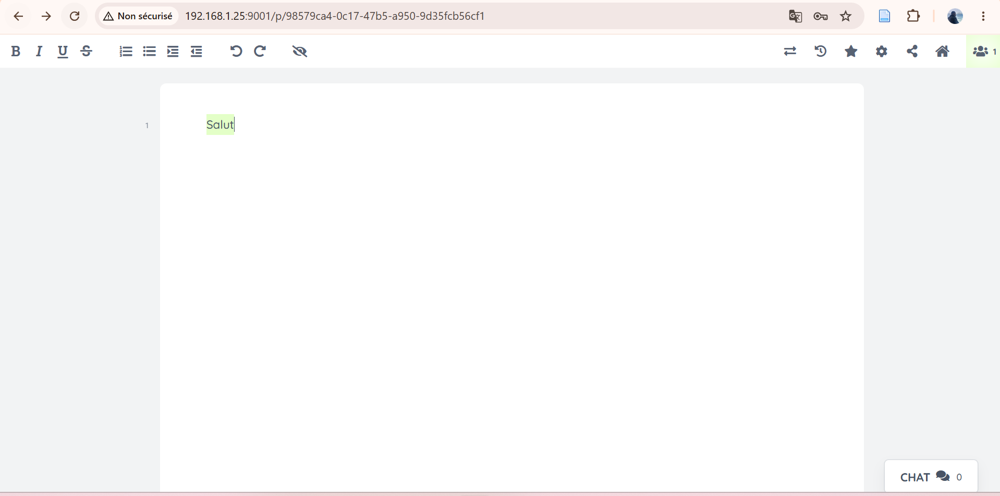 Non sécurisé 192.168.1.25:9001/p/98579ca4-0c17-47b5-a950-9d35fcb56cf1
B I U S 1
1 Salut
CHAT 0